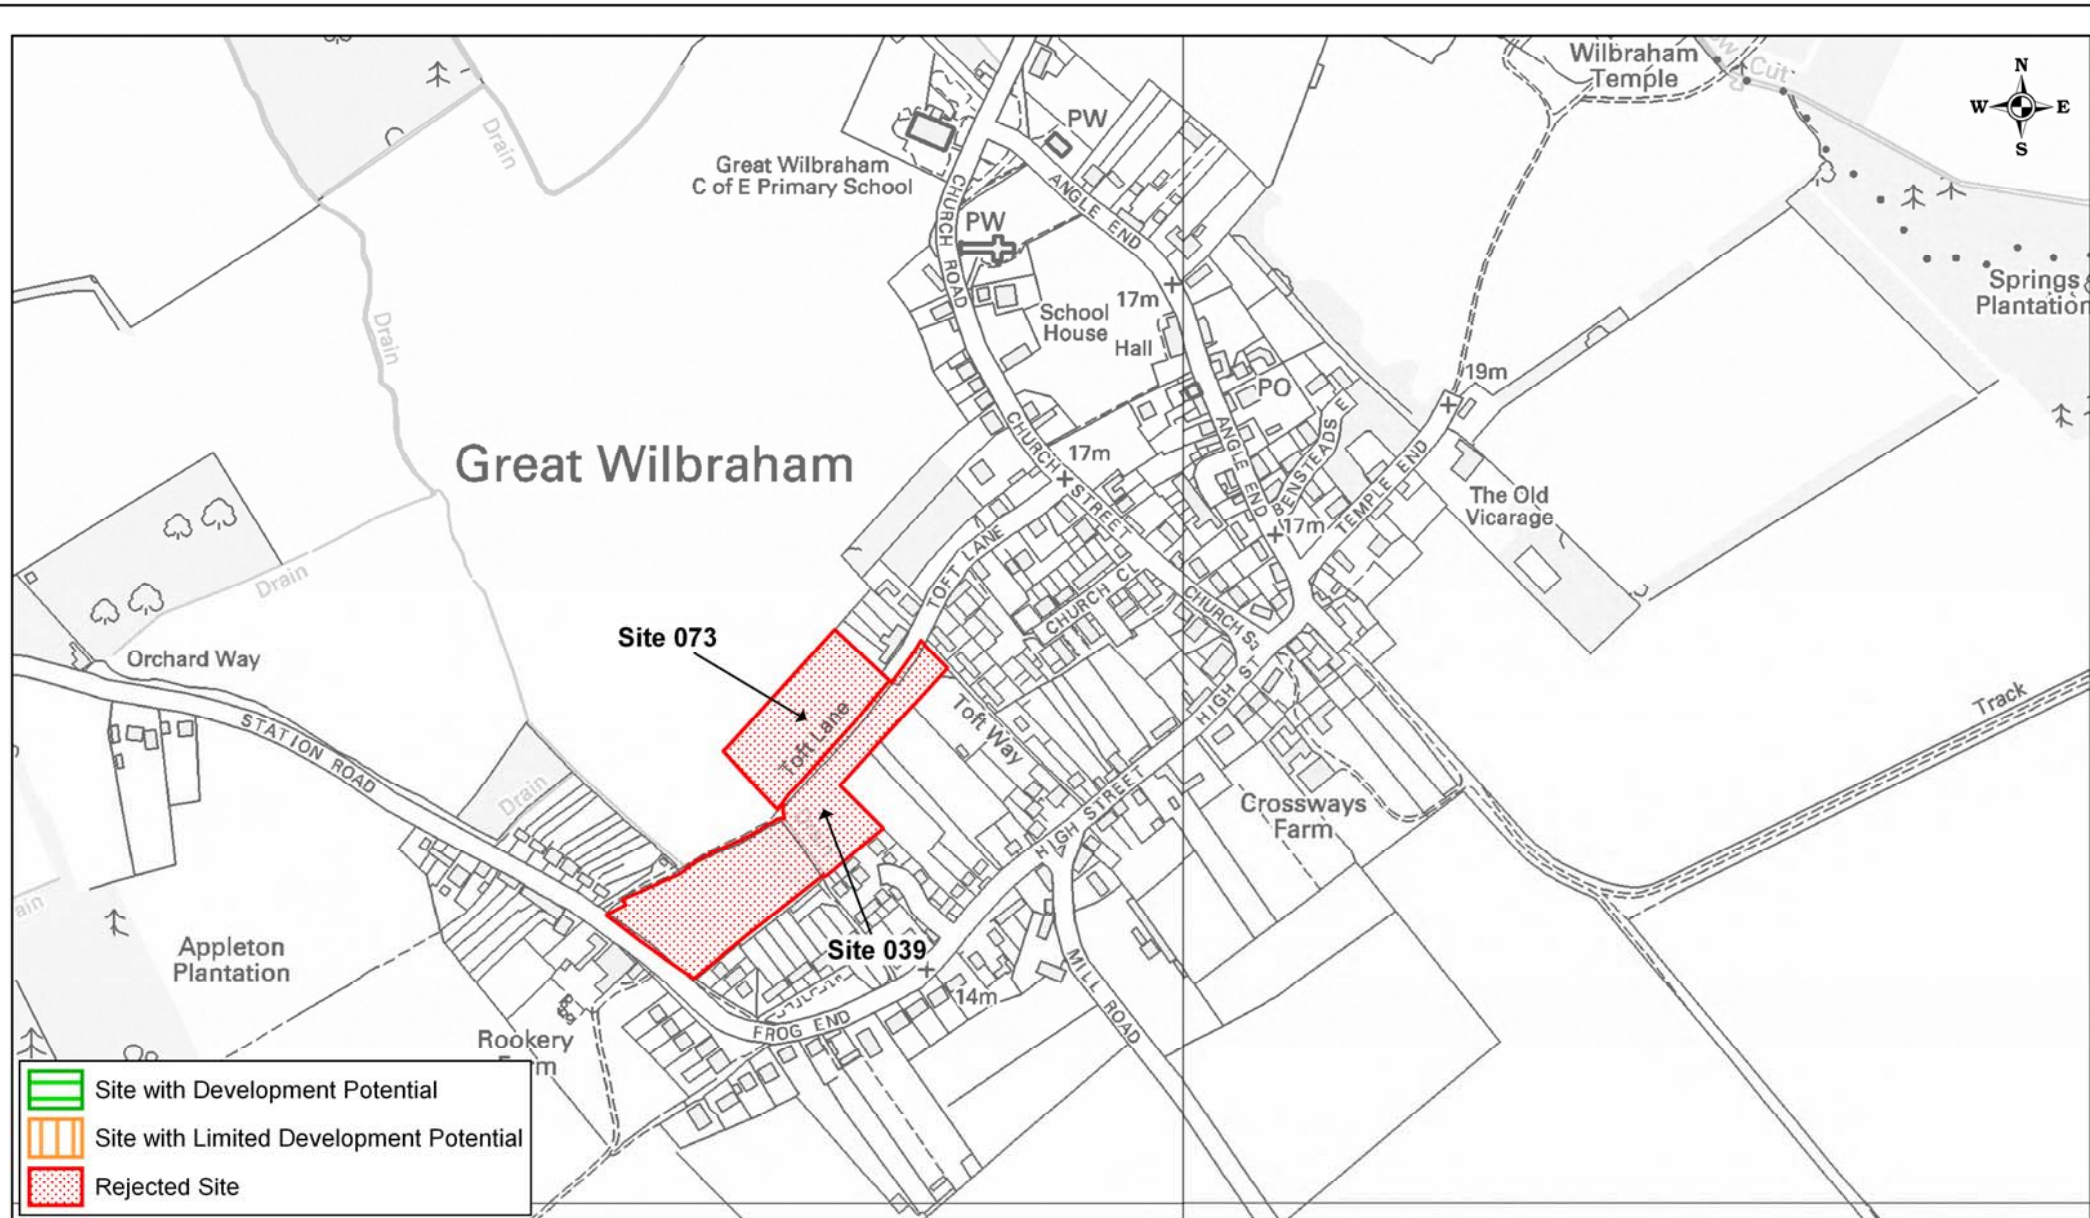 Wilbraham
Temple
Cut
N
W
E
S
Drain
PW
Great Wilbraham
C of E Primary School
CHURCH ROAD
ANGLE END
PW
Springs
Plantation
17m
School
House
Hall
Drain
19m
PO
CHURCH STREET
17m
ANGLE END
BENSTEADS E
TEMPLE END
Great Wilbraham
The Old
Vicarage
17m
TOFT LANE
Drain
CHURCH CL
CHURCH ST
Site 073
Orchard Way
STATION ROAD
Toft Lane
Toft Way
HIGH ST
Track
Drain
HIGH STREET
Crossways
Farm
ain
Appleton
Plantation
Site 039
14m
MILL ROAD
FROG END
Rookery
rm
Site with Development Potential
Site with Limited Development Potential
Rejected Site